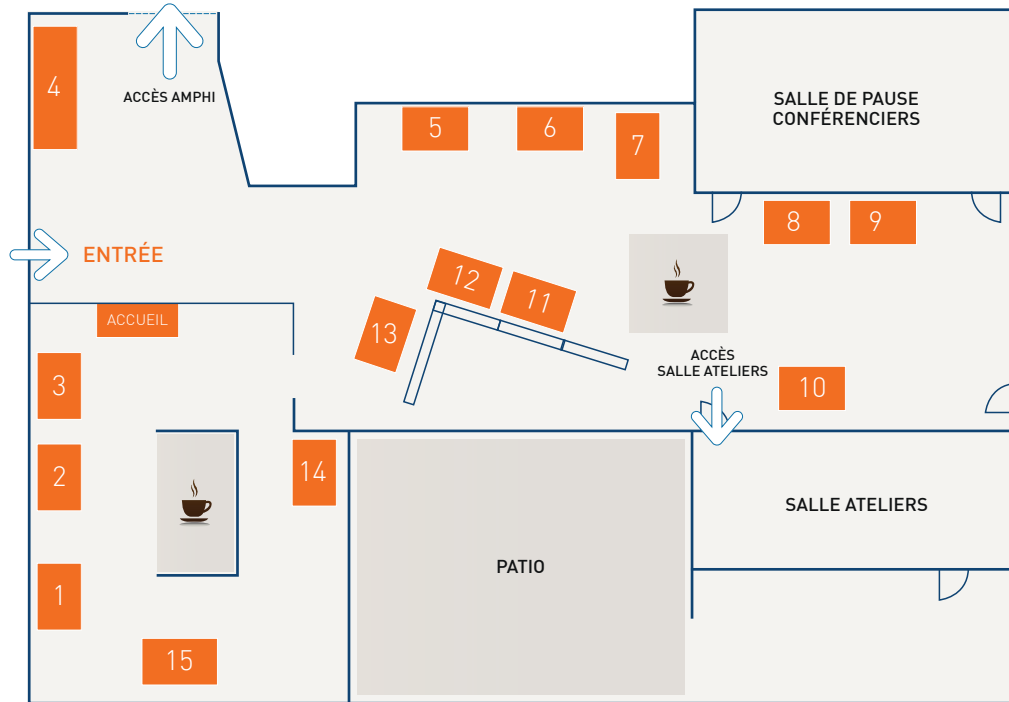 4
ACCÈS AMPHI
5
6
7
SALLE DE PAUSE
CONFÉRENCIERS
8
9
ENTRÉE
12
11
13
ACCUEIL
ACCÈS
SALLE ATELIERS
10
3
2
14
SALLE ATELIERS
1
PATIO
15